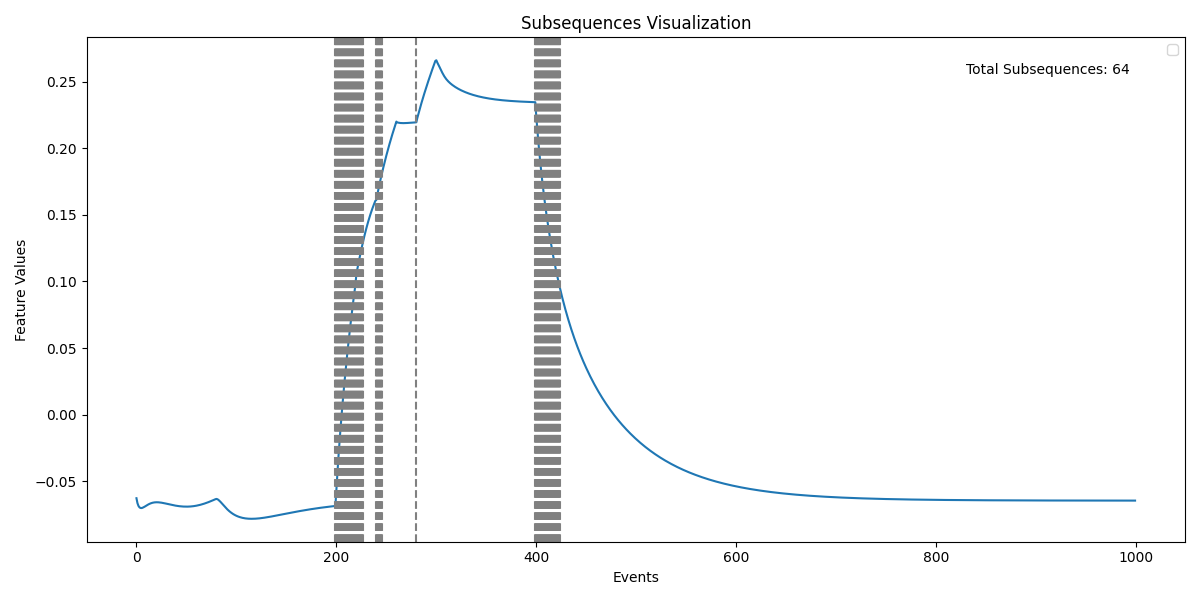 Subsequences Visualization
Total Subsequences: 64
Feature Values
0.25
0.20
0.15
0.10
0.05
0.00
−0.05
0 200 400 600 800 1000
Events